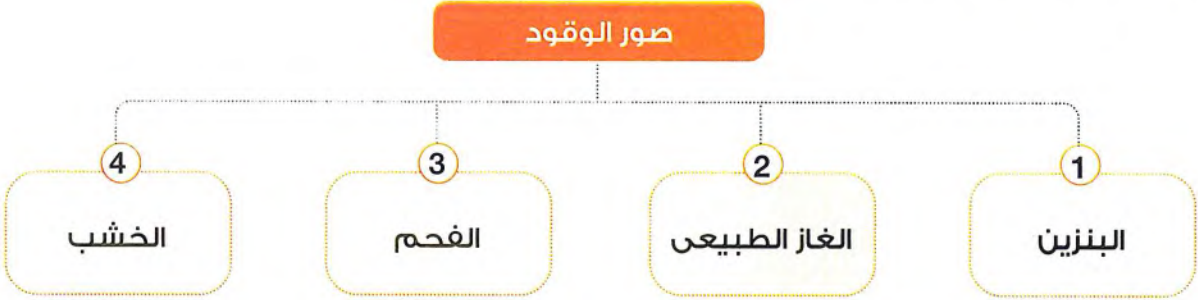 صور الوقود
1
البنزين
2
الغاز الطبيعى
3
الفحم
4
الخشب